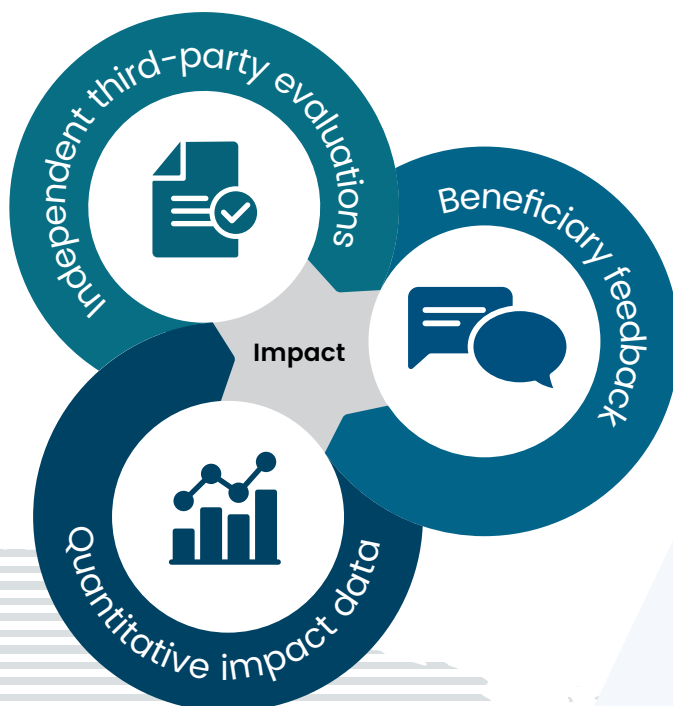 Independent third-party evaluations
Beneficiary feedback
Impact
Quantitative impact data